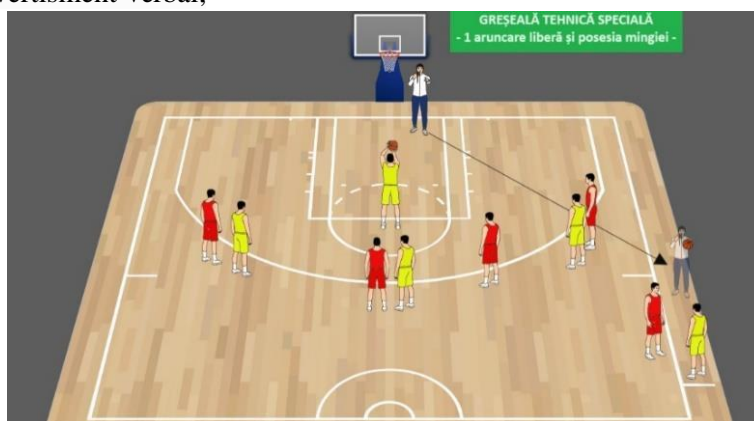 GREȘEALĂ TEHNICĂ SPECIALĂ
- 1 aruncare liberă și posesia mingiei -